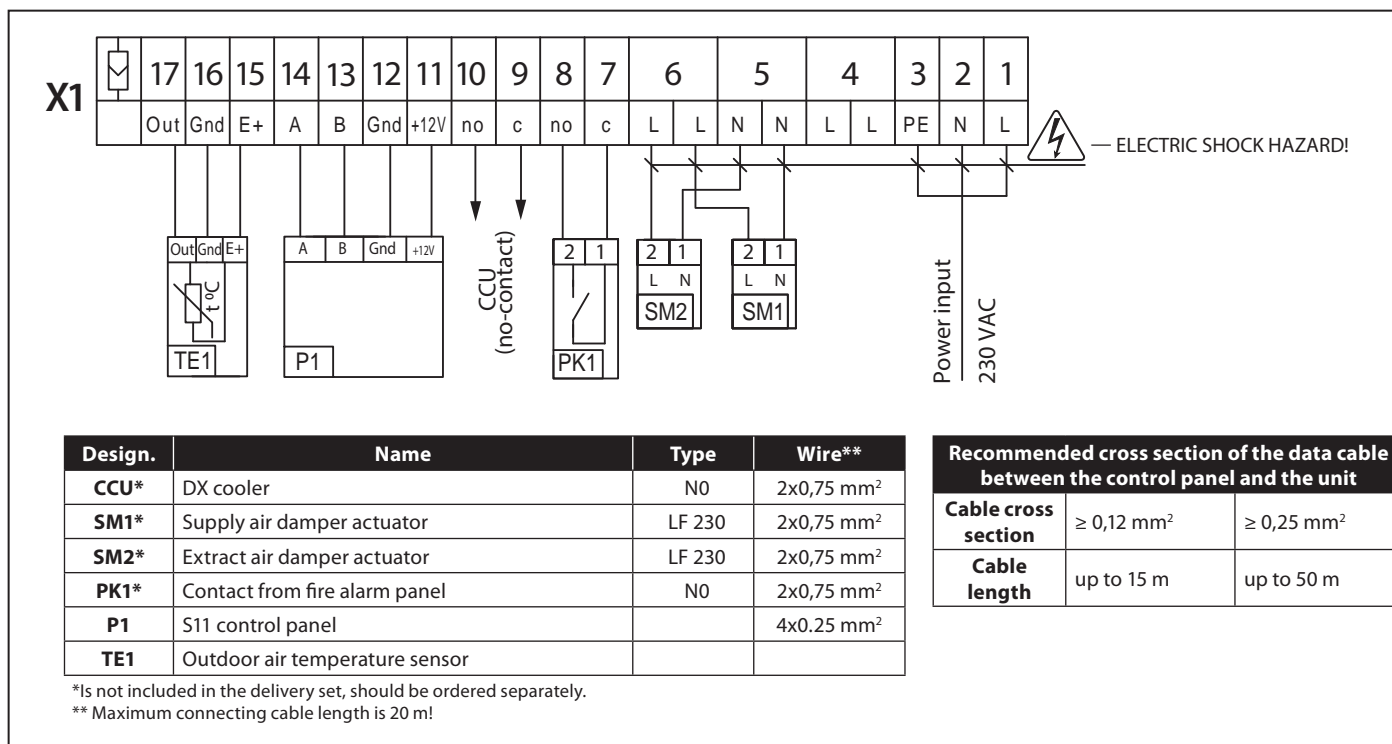 X1
17 16 15 14 13 12 11 10 9 8 7 6 5 4 3 2 1
Out Gnd E+ A B Gnd +12V no c no c L L N N L L PE N L
ELECTRIC SHOCK HAZARD!
Out Gnd E+
t ºC
TE1
A B Gnd +12V
P1
CCU
(no-contact)
2 1
PK1
2 1
L N
SM2
2 1
L N
SM1
Power input
230 VAC
Design. Name Type Wire**
CCU* DX cooler N0 2x0,75 mm²
SM1* Supply air damper actuator LF 230 2x0,75 mm²
SM2* Extract air damper actuator LF 230 2x0,75 mm²
PK1* Contact from fire alarm panel N0 2x0,75 mm²
P1 S11 control panel 4x0.25 mm²
TE1 Outdoor air temperature sensor
*Is not included in the delivery set, should be ordered separately.
** Maximum connecting cable length is 20 m!
Recommended cross section of the data cable
between the control panel and the unit
Cable cross
section ≥ 0,12 mm² ≥ 0,25 mm²
Cable
length up to 15 m up to 50 m